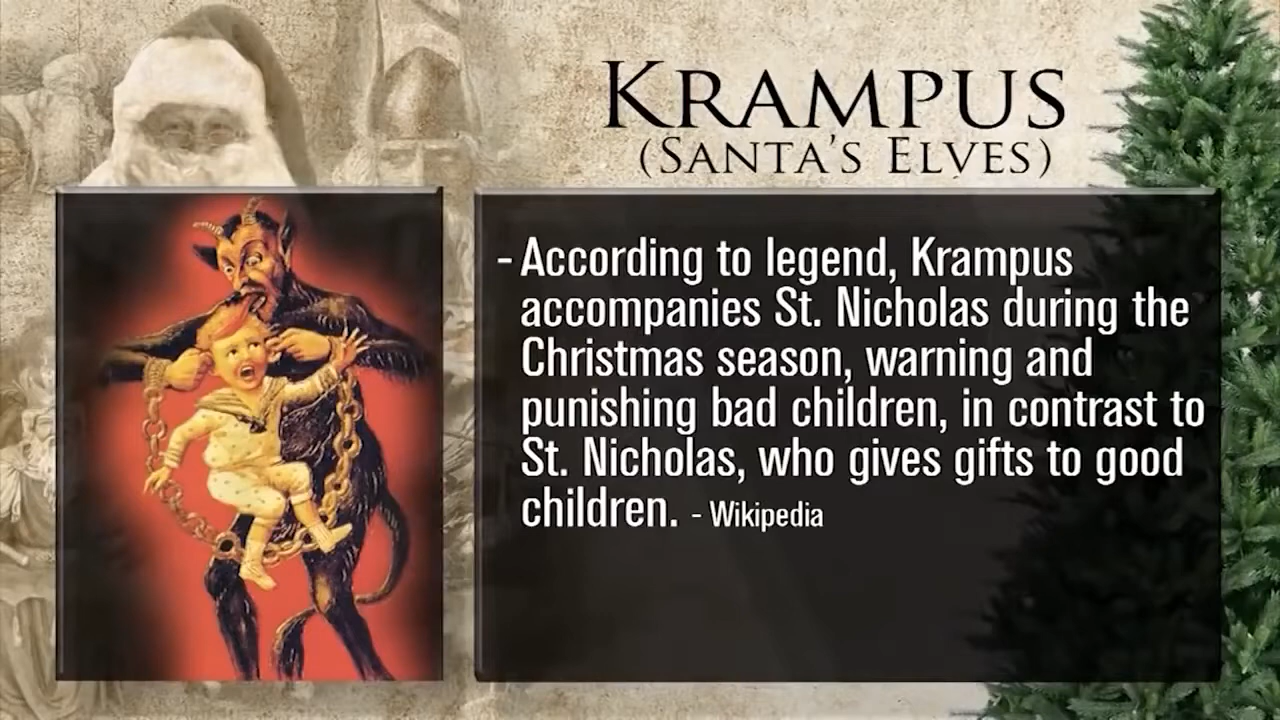 KRAMPUS
(SANTA'S ELVES)
- According to legend, Krampus
accompanies St. Nicholas during the
Christmas season, warning and
punishing bad children, in contrast to
St. Nicholas, who gives gifts to good
children. - Wikipedia